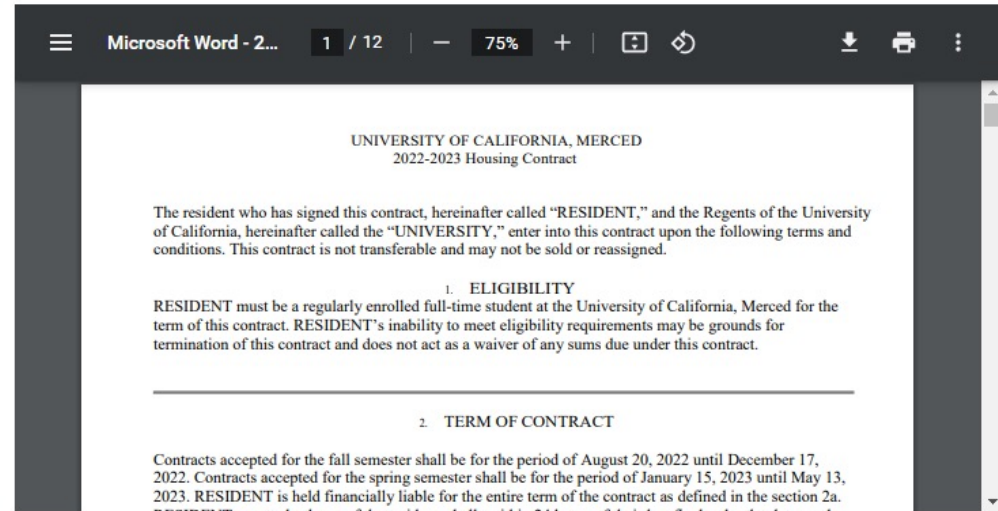 Microsoft Word - 2... 1 / 12 75%
UNIVERSITY OF CALIFORNIA, MERCED
2022-2023 Housing Contract
The resident who has signed this contract, hereinafter called “RESIDENT,” and the Regents of the University
of California, hereinafter called the “UNIVERSITY,” enter into this contract upon the following terms and
conditions. This contract is not transferable and may not be sold or reassigned.
1. ELIGIBILITY
RESIDENT must be a regularly enrolled full-time student at the University of California, Merced for the
term of this contract. RESIDENT’s inability to meet eligibility requirements may be grounds for
termination of this contract and does not act as a waiver of any sums due under this contract.
2. TERM OF CONTRACT
Contracts accepted for the fall semester shall be for the period of August 20, 2022 until December 17,
2022. Contracts accepted for the spring semester shall be for the period of January 15, 2023 until May 13,
2023. RESIDENT is held financially liable for the entire term of the contract as defined in the section 2a.